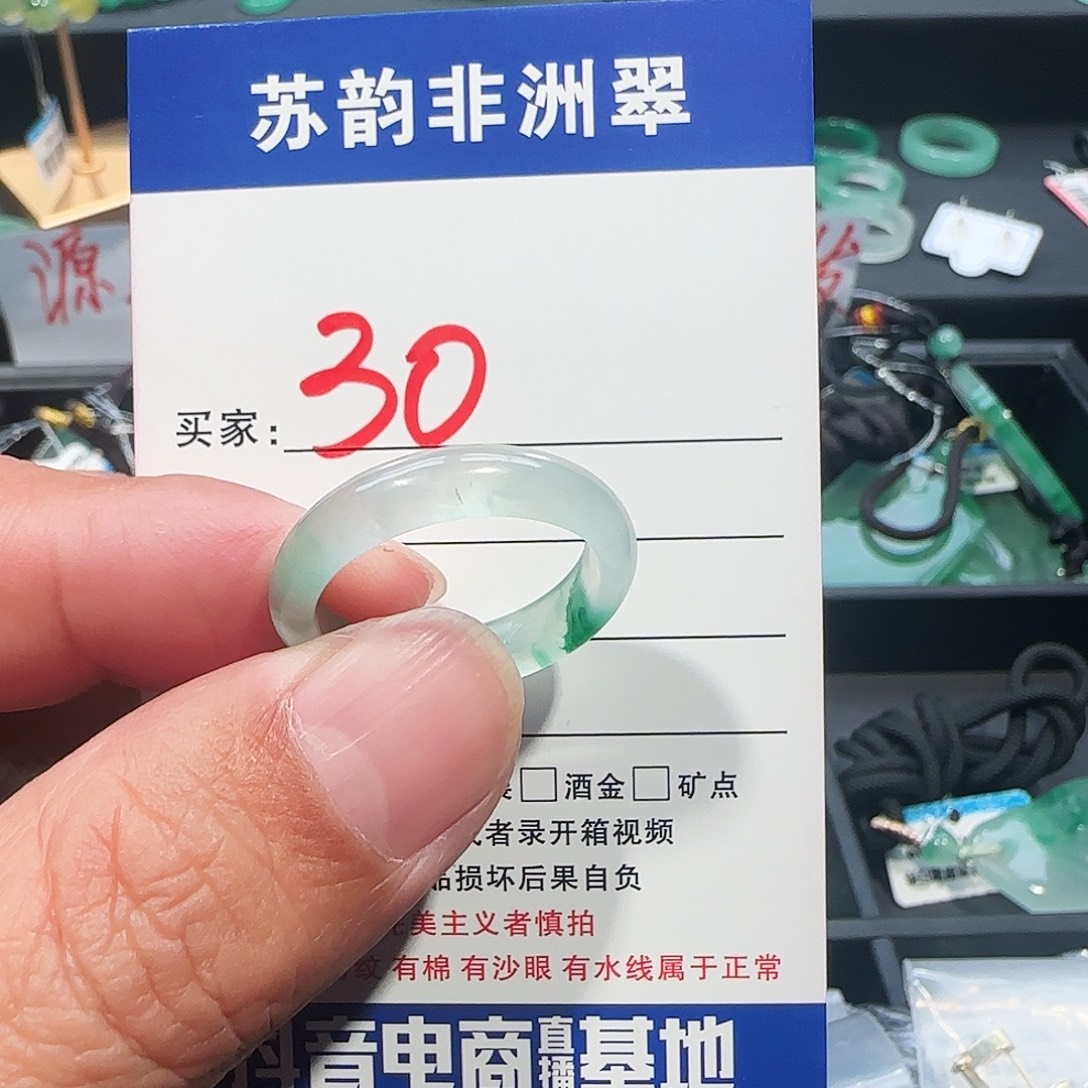 苏韵非洲翠
源
买家：30
□酒金□矿点
者录开箱视频
损坏后果自负
美主义者慎拍
纹 有棉 有沙眼 有水线属于正常
抖音电商直播基地